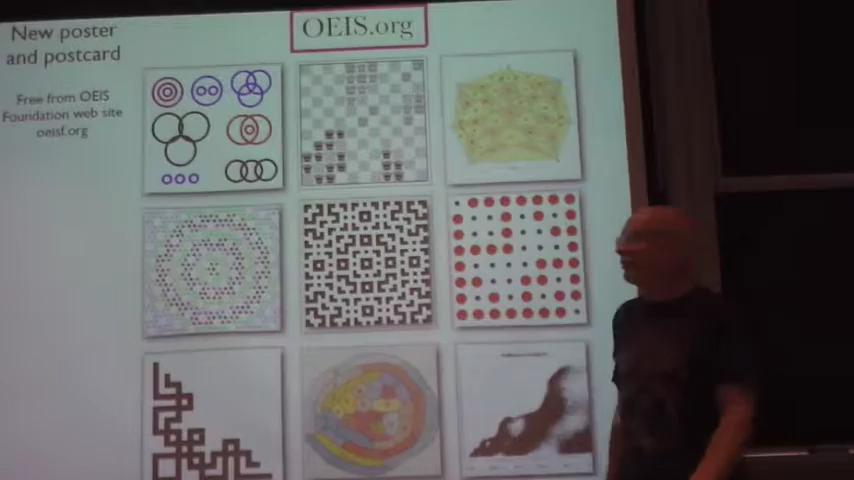 New poster
and postcard
OEIS.org
Free from OEIS
Foundation web site
oeisf.org